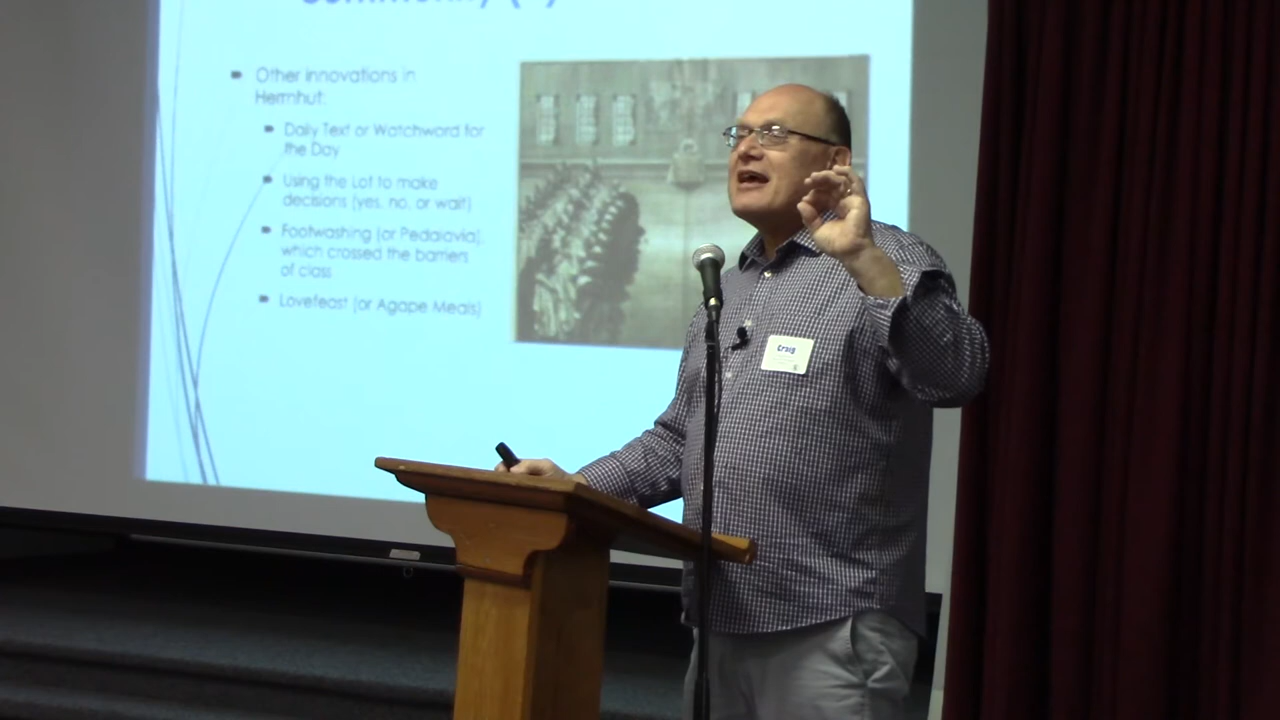 Other innovations in
Herrnhut:
Daily Text or Watchword for
the Day
Using the Lot to make
decisions (yes, no, or wait)
Footwashing (or Pedalavia),
which crossed the barriers
of class
Lovefeast (or Agape Meals)
Craig